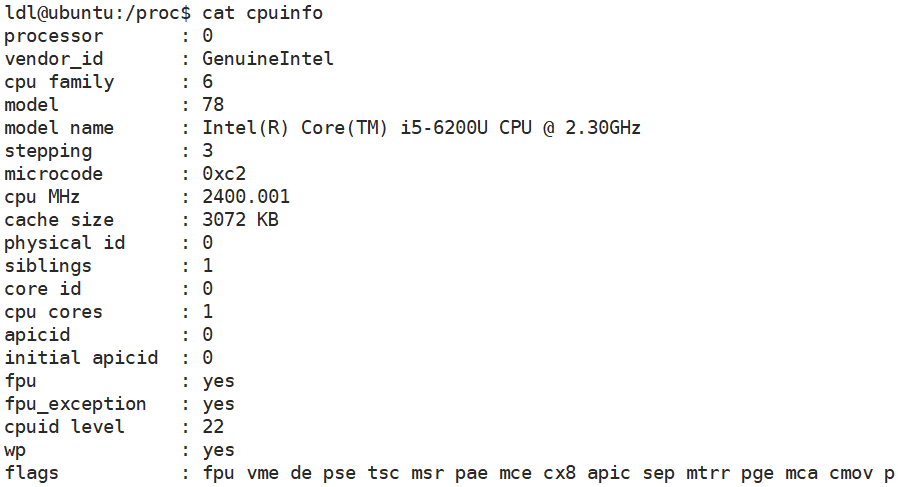 ldl@ubuntu:/proc$ cat cpuinfo
processor : 0
vendor_id : GenuineIntel
cpu family : 6
model : 78
model name : Intel(R) Core(TM) i5-6200U CPU @ 2.30GHz
stepping : 3
microcode : 0xc2
cpu MHz : 2400.001
cache size : 3072 KB
physical id : 0
siblings : 1
core id : 0
cpu cores : 1
apicid : 0
initial apicid : 0
fpu : yes
fpu_exception : yes
cpuid level : 22
wp : yes
flags : fpu vme de pse tsc msr pae mce cx8 apic sep mtrr pge mca cmov p